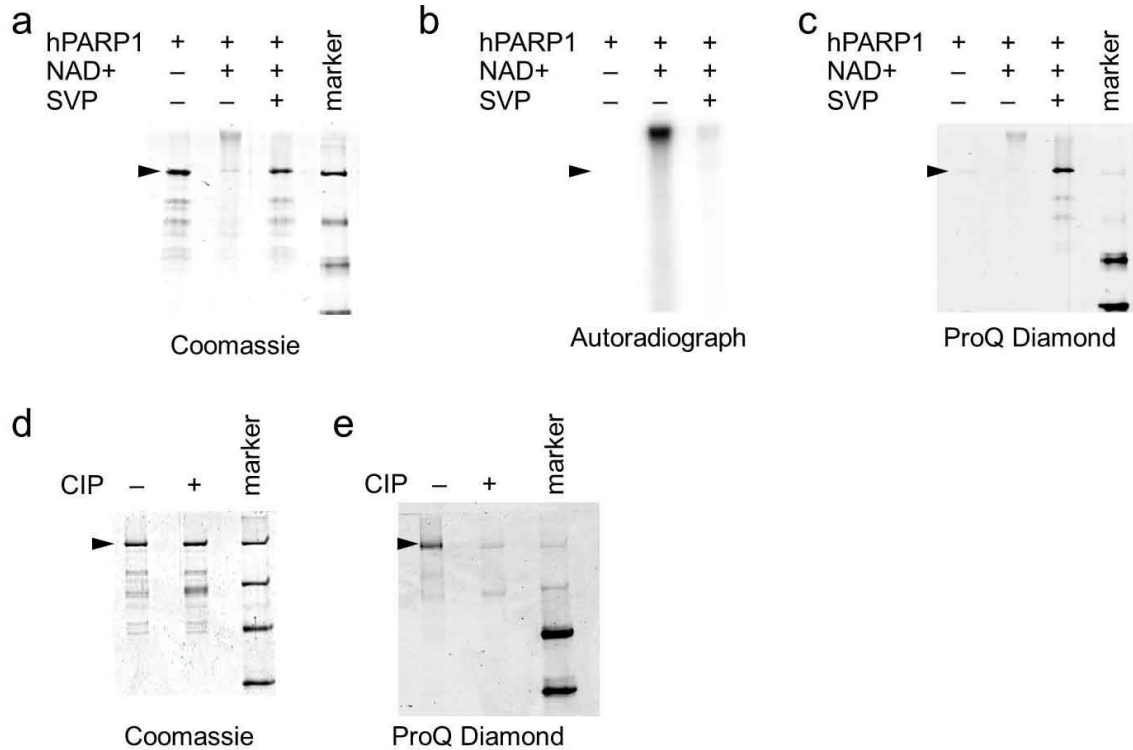 a
hPARP1 + + +
NAD+ – + +
SVP – – +
marker
Coomassie
b
hPARP1 + + +
NAD+ – + +
SVP – – +
Autoradiograph
c
hPARP1 + + +
NAD+ – + +
SVP – – +
marker
ProQ Diamond
d
CIP – +
marker
Coomassie
e
CIP – +
marker
ProQ Diamond